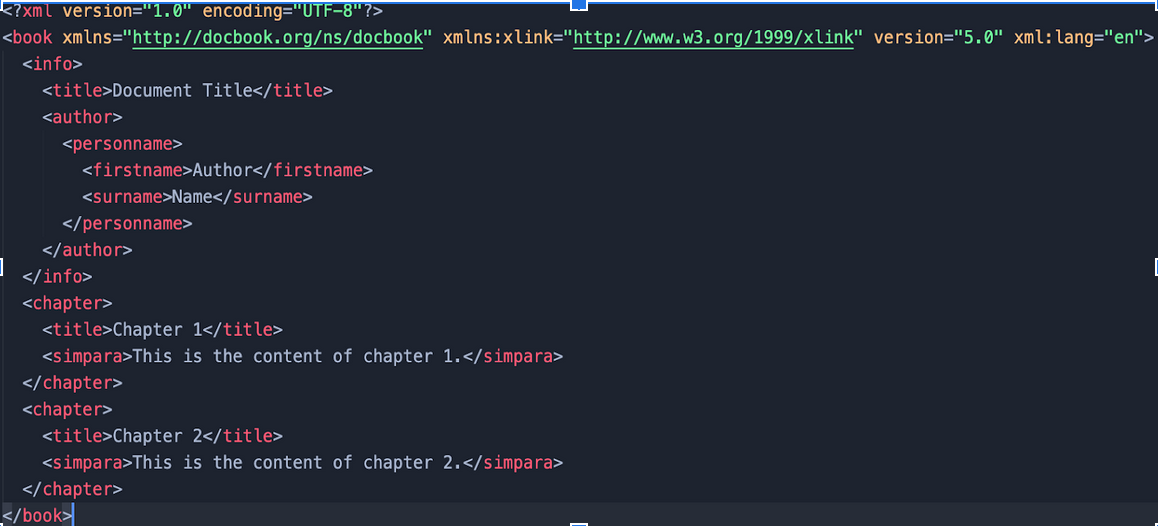 <?xml version="1.0" encoding="UTF-8"?>
<book xmlns="http://docbook.org/ns/docbook" xmlns:xlink="http://www.w3.org/1999/xlink" version="5.0" xml:lang="en">
  <info>
    <title>Document Title</title>
    <author>
      <personname>
        <firstname>Author</firstname>
        <surname>Name</surname>
      </personname>
    </author>
  </info>
  <chapter>
    <title>Chapter 1</title>
    <simpara>This is the content of chapter 1.</simpara>
  </chapter>
  <chapter>
    <title>Chapter 2</title>
    <simpara>This is the content of chapter 2.</simpara>
  </chapter>
</book>